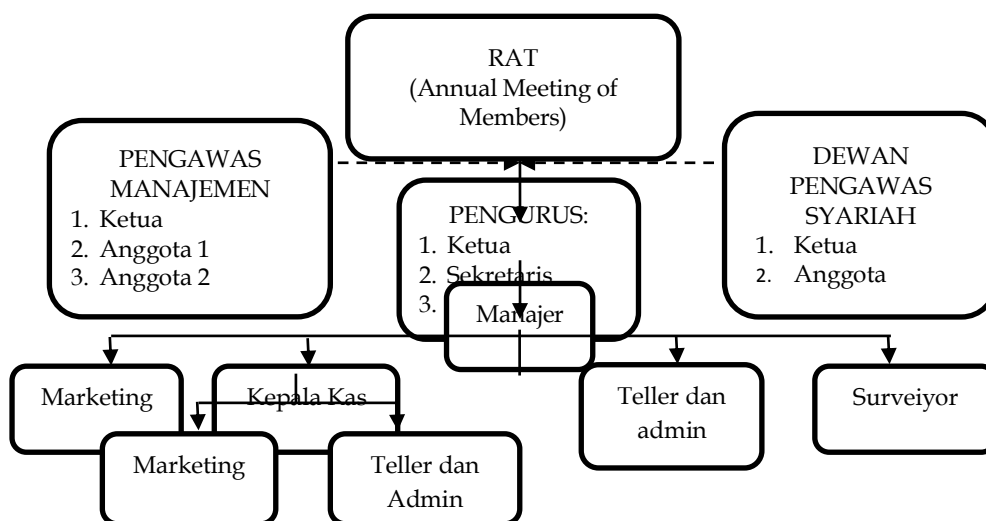 RAT
(Annual Meeting of
Members)
PENGAWAS
MANAJEMEN
1. Ketua
2. Anggota 1
3. Anggota 2
DEWAN
PENGAWAS
SYARIAH
1. Ketua
2. Anggota
PENGURUS:
1. Ketua
2. Sekretaris
3.
Manajer
Marketing
Kepala Kas
Teller dan
admin
Surveiyor
Marketing
Teller dan
Admin